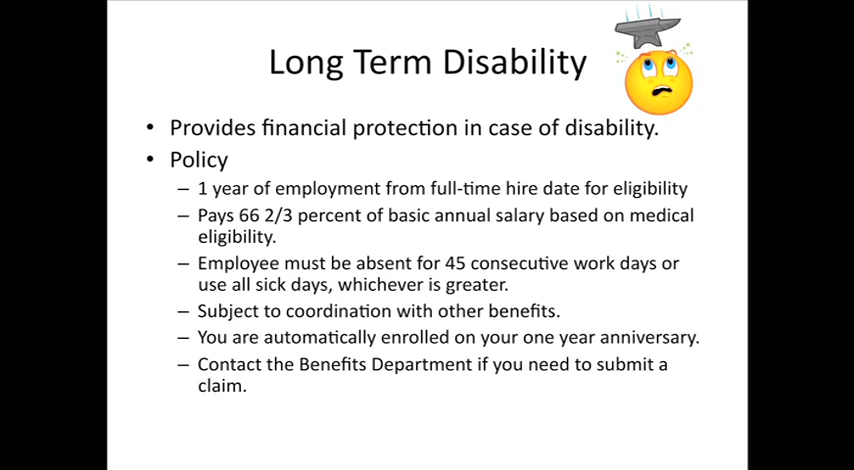 Long Term Disability
• Provides financial protection in case of disability.
• Policy
– 1 year of employment from full-time hire date for eligibility
– Pays 66 2/3 percent of basic annual salary based on medical
eligibility.
– Employee must be absent for 45 consecutive work days or
use all sick days, whichever is greater.
– Subject to coordination with other benefits.
– You are automatically enrolled on your one year anniversary.
– Contact the Benefits Department if you need to submit a
claim.